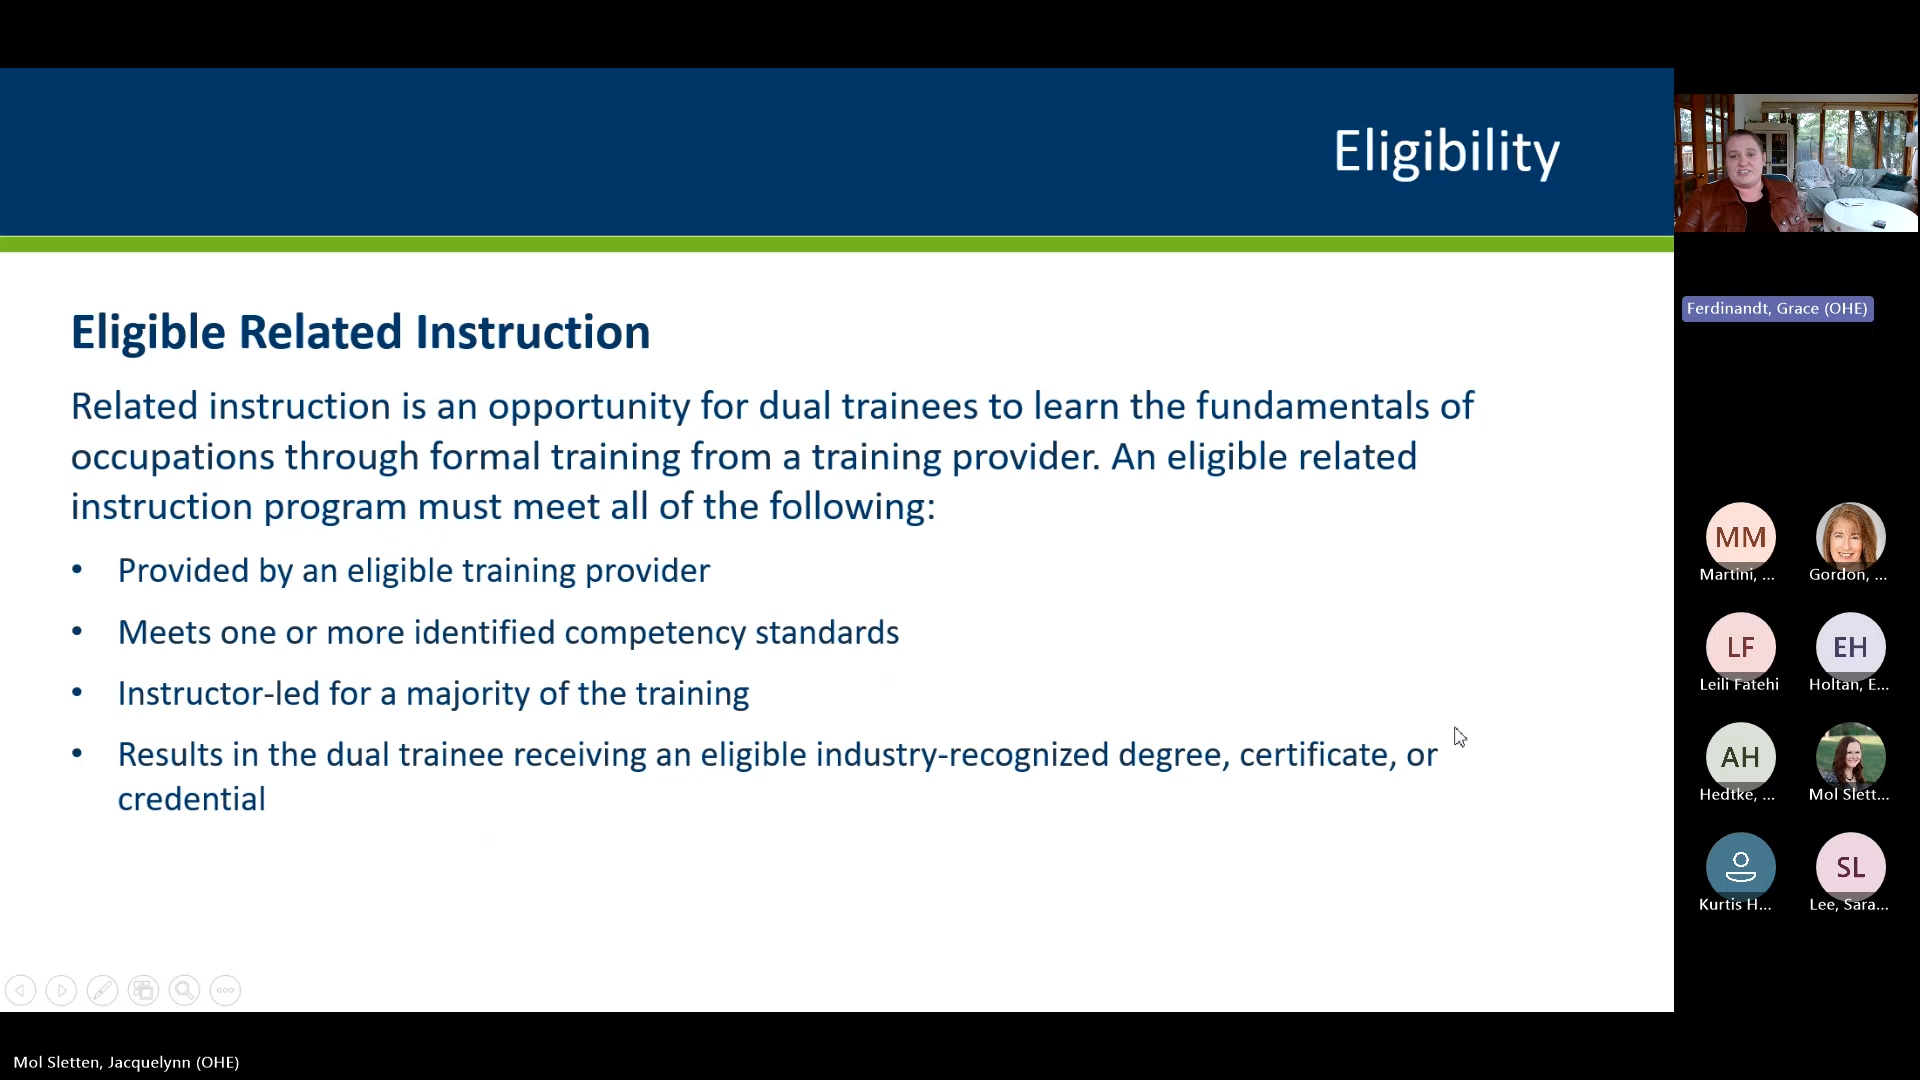 Eligibility
Eligible Related Instruction
Related instruction is an opportunity for dual trainees to learn the fundamentals of
occupations through formal training from a training provider. An eligible related
instruction program must meet all of the following:
• Provided by an eligible training provider
• Meets one or more identified competency standards
• Instructor-led for a majority of the training
• Results in the dual trainee receiving an eligible industry-recognized degree, certificate, or
credential
Ferdinandt, Grace (OHE)
MM
Martini, ...
Gordon, ...
LF
Leili Fatehi
EH
Holtan, E...
AH
Hedtke, ...
Mol Slett...
Kurtis H...
SL
Lee, Sara...
Mol Sletten, Jacquelynn (OHE)